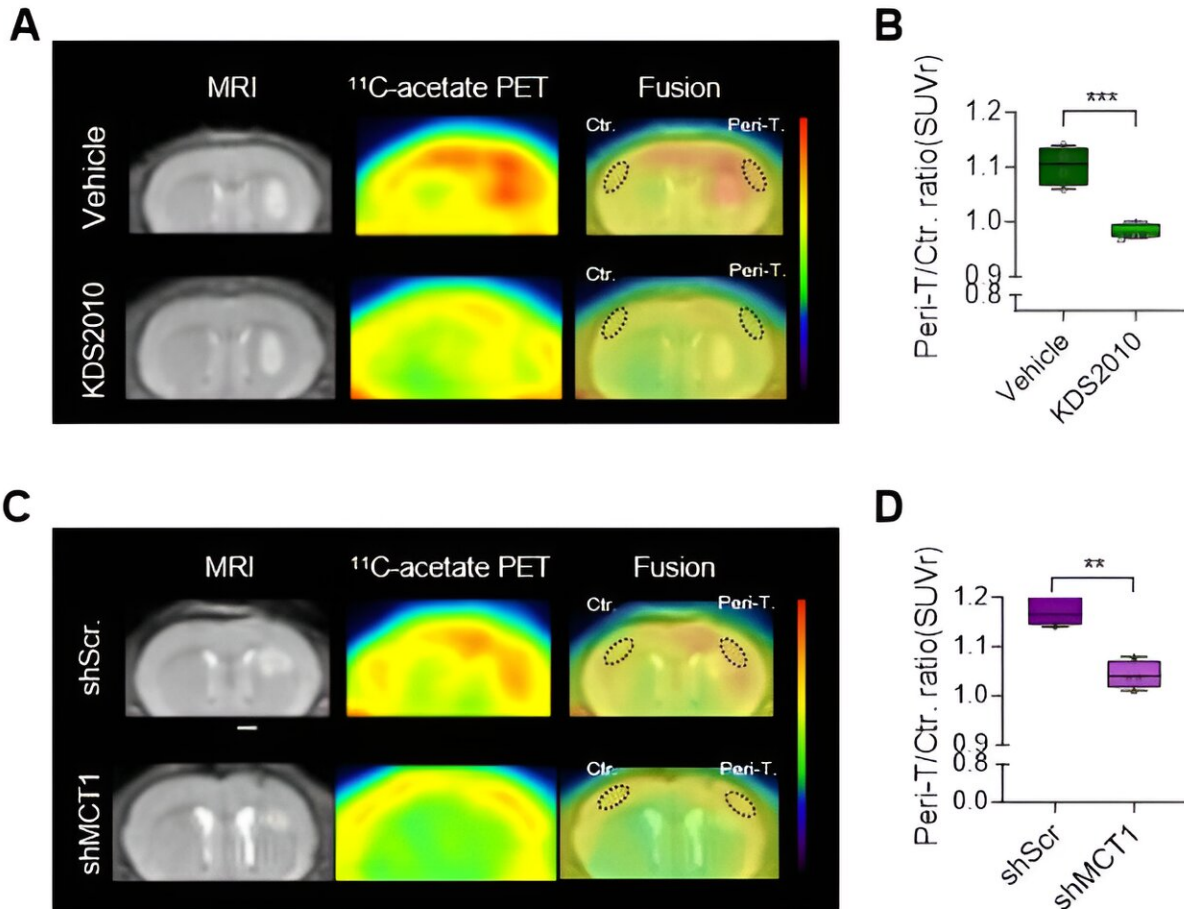 A
MRI
¹¹C-acetate PET
Fusion
Vehicle
Ctr.
Peri-T.
KDS2010
Ctr.
Peri-T.
B
Peri-T/Ctr. ratio(SUVr)
***
1.2
1.1
1.0
0.9
0.8
Vehicle
KDS2010
C
MRI
¹¹C-acetate PET
Fusion
shScr.
Ctr.
Peri-T.
shMCT1
Ctr.
Peri-T.
D
Peri-T/Ctr. ratio(SUVr)
**
1.2
1.1
1.0
0.9
0.8
0.0
shScr
shMCT1